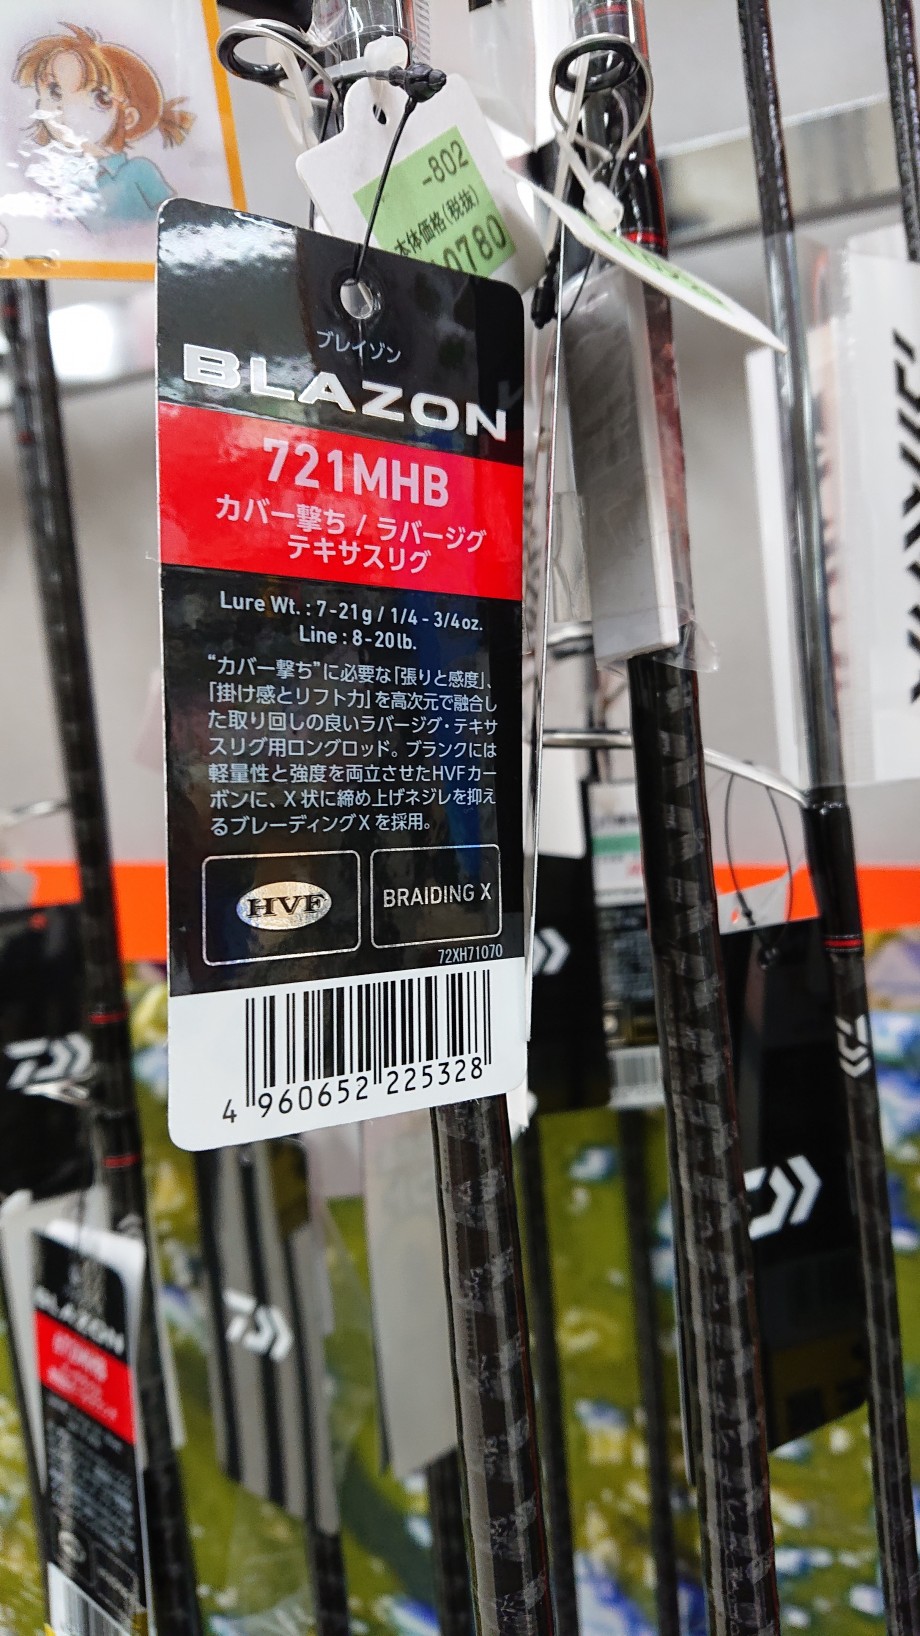 -802
本体価格(税抜)
0780
ブレイゾン
BLAZON
721MHB
カバー撃ち / ラバージグ
テキサスリグ
Lure Wt. : 7-21g / 1/4 - 3/4oz.
Line : 8-20lb.
“カバー撃ち”に必要な「張りと感度」、
「掛け感とリフト力」を高次元で融合し
た取り回しの良いラバージグ・テキサ
スリグ用ロングロッド。ブランクには
軽量性と強度を両立させたHVFカー
ボンに、X 状に締め上げネジレを抑え
るブレーディングXを採用。
HVF
BRAIDING X
72XH71070
4 960652 225328
BLAZON